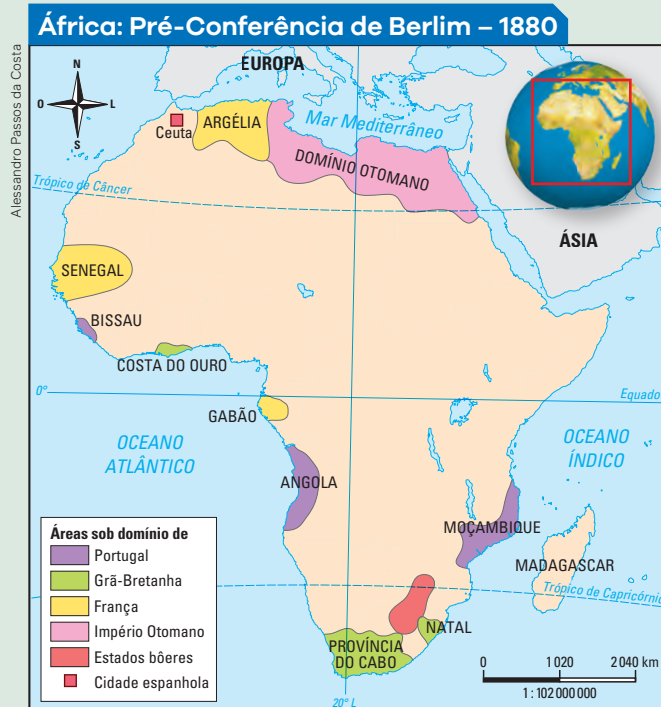 África: Pré-Conferência de Berlim – 1880
Alessandro Passos da Costa
N
O
L
S
EUROPA
Ceuta
ARGÉLIA
Mar Mediterrâneo
DOMÍNIO OTOMANO
Trópico de Câncer
ÁSIA
SENEGAL
BISSAU
COSTA DO OURO
0°
Equado
GABÃO
OCEANO
ATLÂNTICO
OCEANO
ÍNDICO
ANGOLA
MOÇAMBIQUE
MADAGASCAR
Trópico de Capricórnio
NATAL
PROVÍNCIA
DO CABO
Áreas sob domínio de
Portugal
Grã-Bretanha
França
Império Otomano
Estados bôeres
Cidade espanhola
0
1 020
2 040 km
1 : 102 000 000
20° L